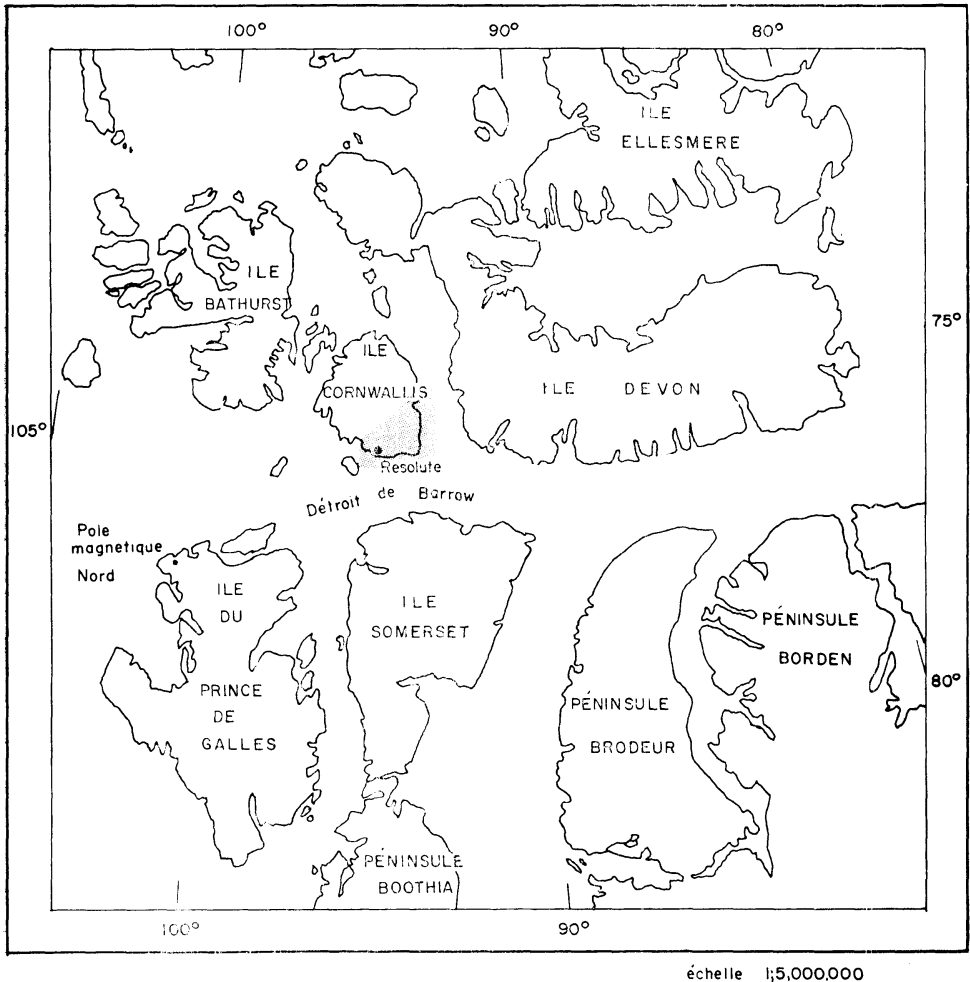 100°
90°
80°
ILE
ELLESMERE
ILE
BATHURST
75°
ILE
CORNWALLIS
ILE DEVON
105°
Resolute
Détroit de Barrow
Pole
magnetique
Nord
ILE
DU
PRINCE
DE
GALLES
ILE
SOMERSET
PÉNINSULE
BORDEN
80°
PÉNINSULE
BRODEUR
PÉNINSULE
BOOTHIA
100°
90°
échelle 1;5,000,000